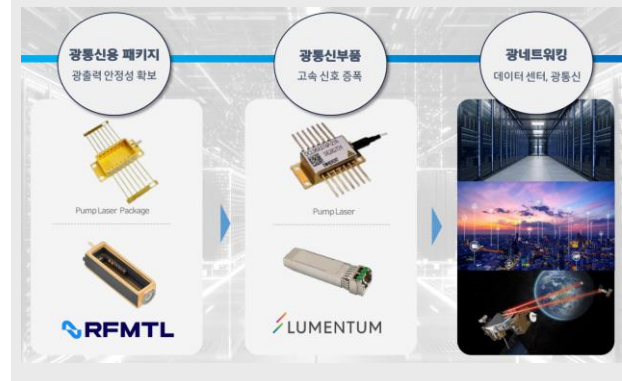 광통신용 패키지
광출력 안정성 확보
Pump Laser Package
RFMTL
광통신부품
고속 신호 증폭
Pump Laser
LUMENTUM
광네트워킹
데이터 센터, 광통신